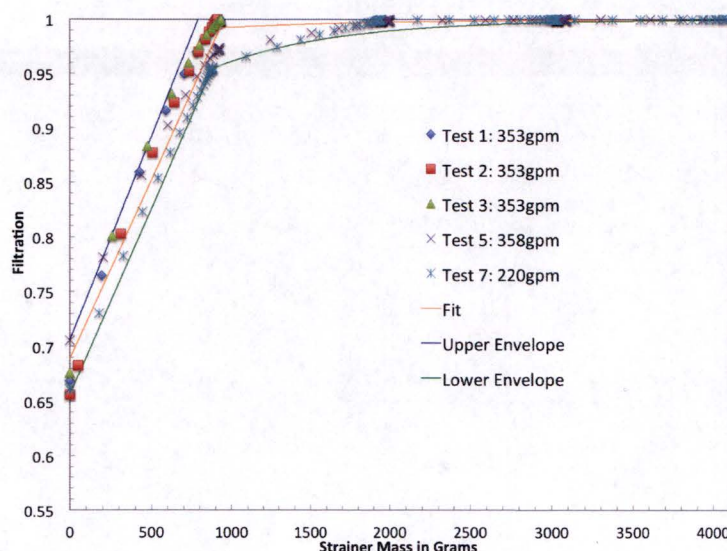 1
0.95
0.9
0.85
0.8
0.75
0.7
0.65
0.6
0.55
Filtration
Test 1: 353gpm
Test 2: 353gpm
Test 3: 353gpm
Test 5: 358gpm
Test 7: 220gpm
Fit
Upper Envelope
Lower Envelope
0 500 1000 1500 2000 2500 3000 3500 4000
Strainer Mass in Grams